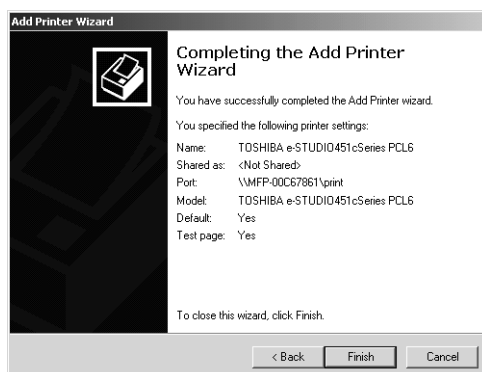 Add Printer Wizard
Completing the Add Printer
Wizard
You have successfully completed the Add Printer wizard.
You specified the following printer settings:
Name: TOSHIBA e-STUDIO451cSeries PCL6
Shared as: <Not Shared>
Port: \\MFP-00C67861\print
Model: TOSHIBA e-STUDIO451cSeries PCL6
Default: Yes
Test page: Yes
To close this wizard, click Finish.
< Back Finish Cancel